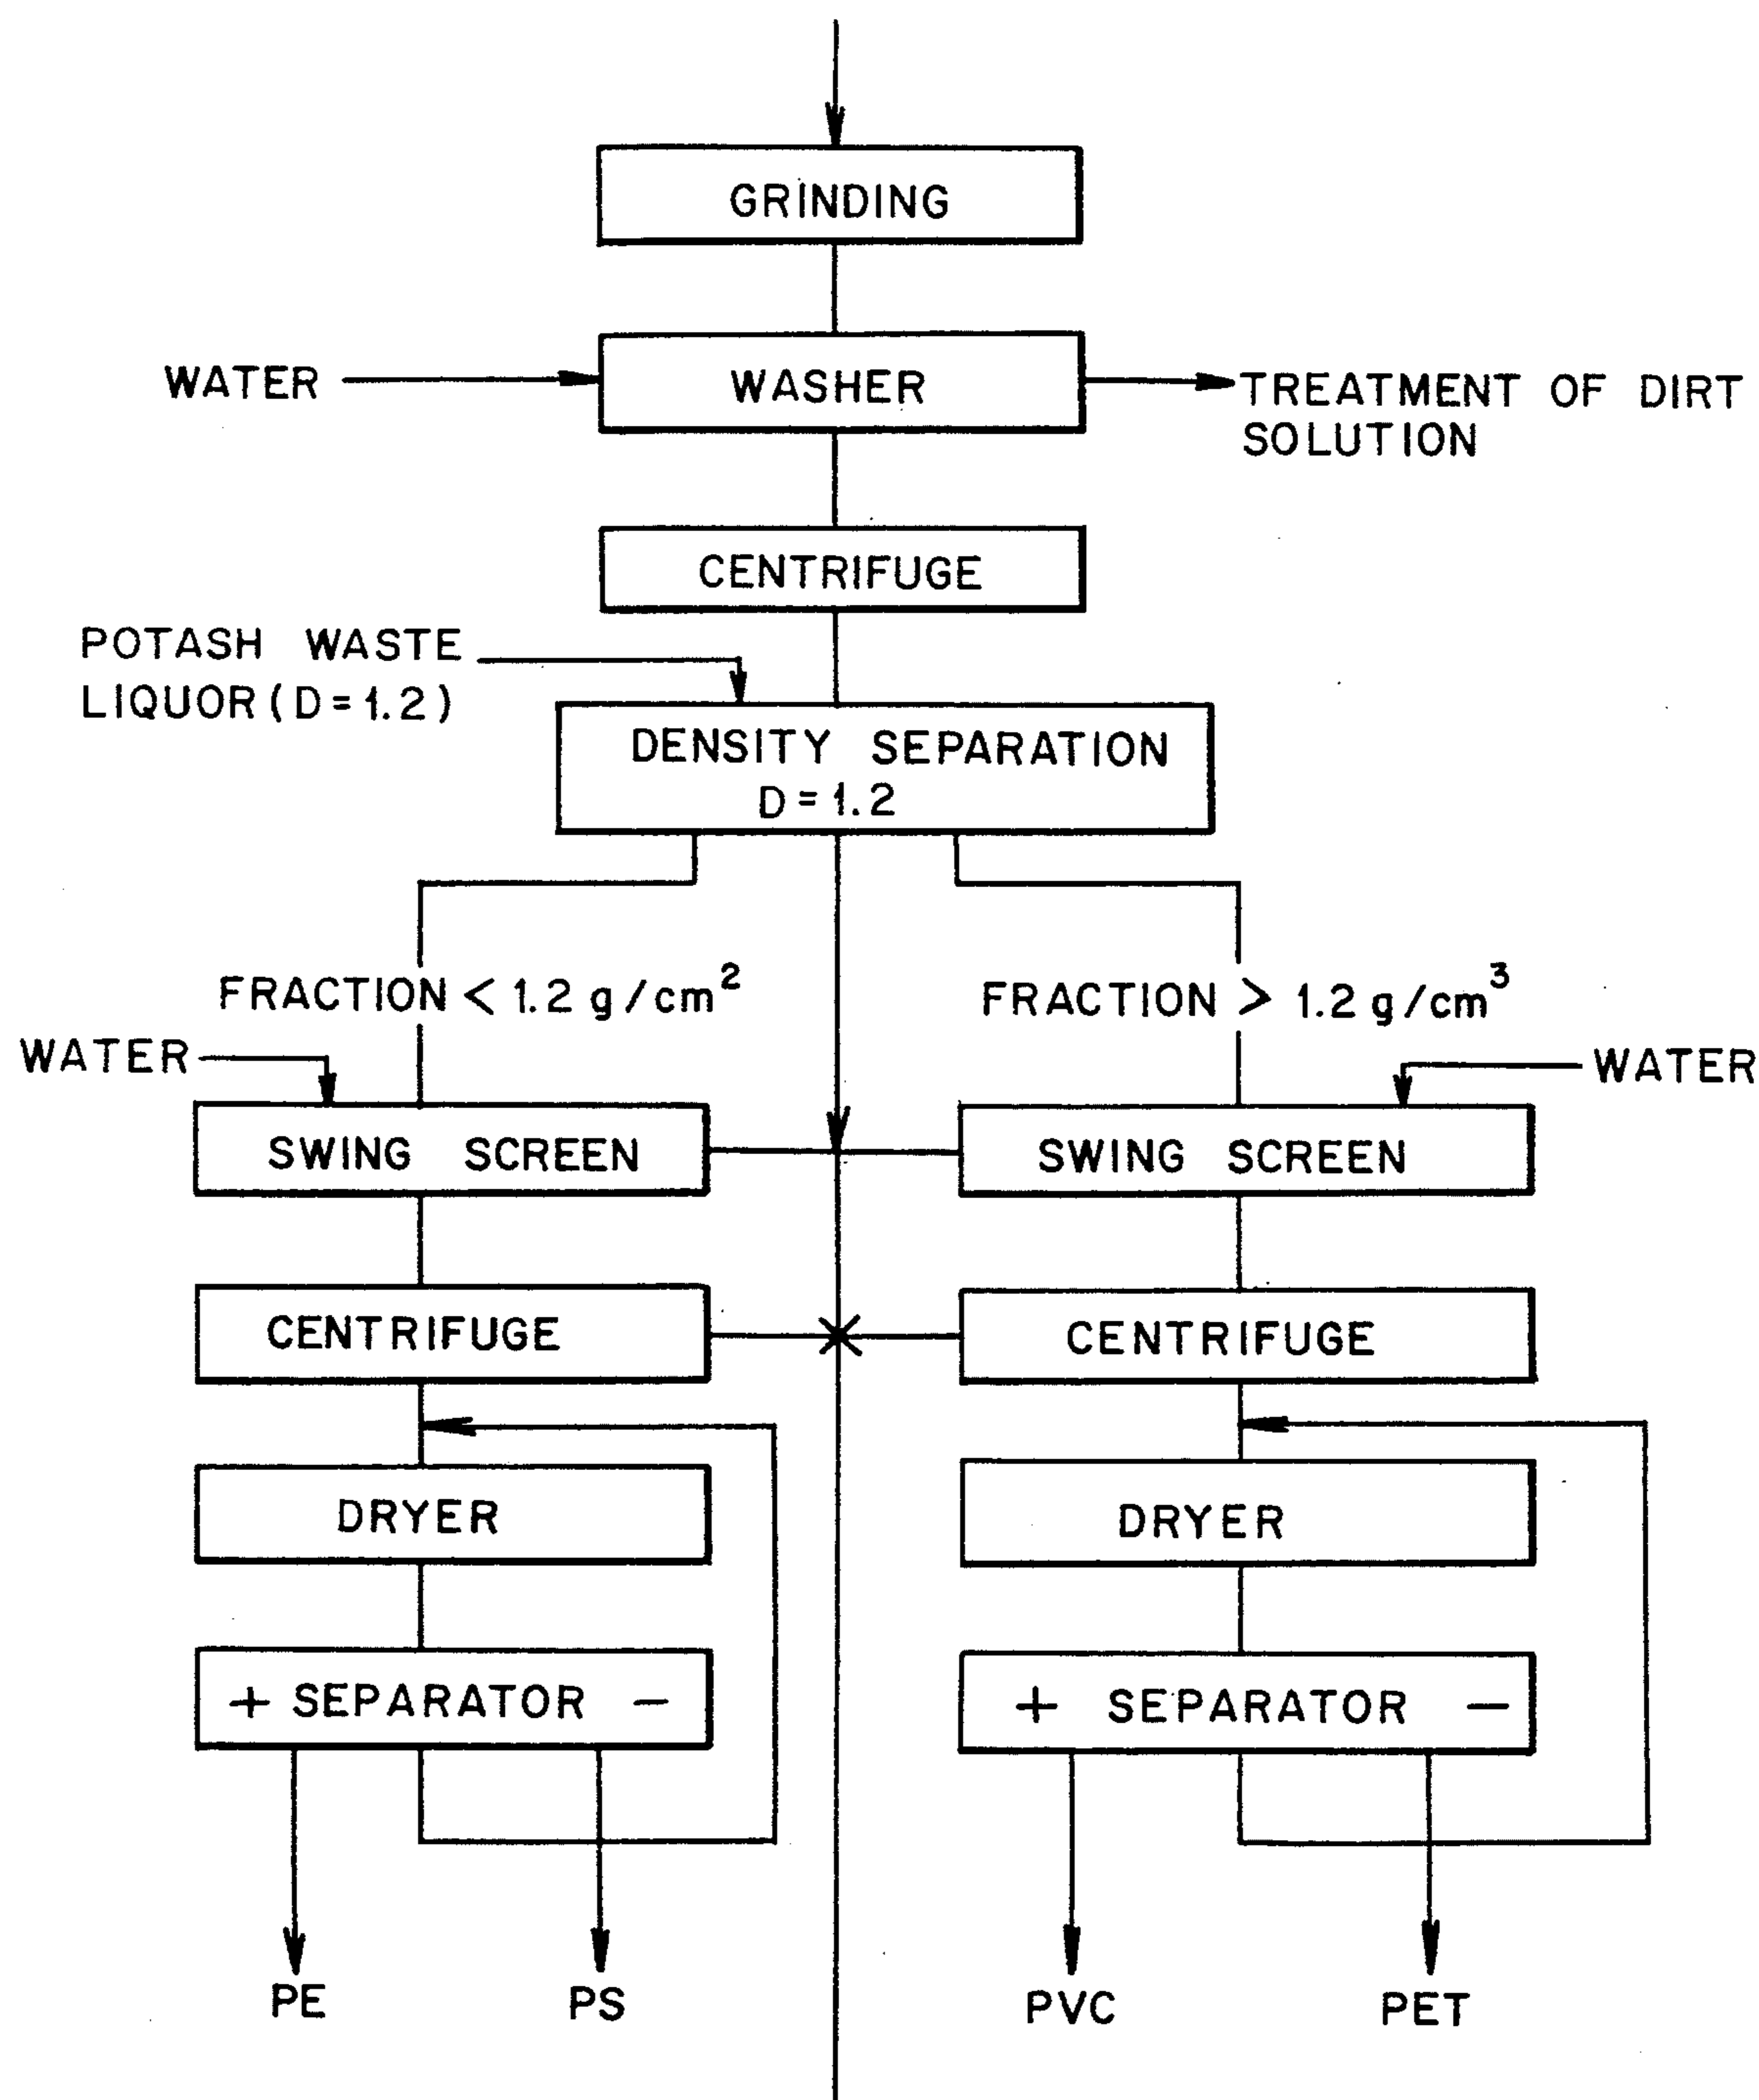 GRINDING
WATER
WASHER
TREATMENT OF DIRT
SOLUTION
CENTRIFUGE
POTASH WASTE
LIQUOR (D=1.2)
DENSITY SEPARATION
D=1.2
FRACTION < 1.2 g/cm²
FRACTION > 1.2 g/cm³
WATER
WATER
SWING SCREEN
SWING SCREEN
CENTRIFUGE
CENTRIFUGE
DRYER
DRYER
+ SEPARATOR −
+ SEPARATOR −
PE
PS
PVC
PET